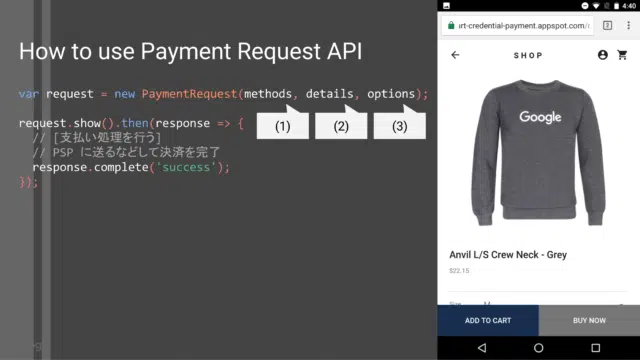 How to use Payment Request API
var request = new PaymentRequest(methods, details, options);
(1) (2) (3)
request.show().then(response => {
// [支払い処理を行う]
// PSP に送るなどして決済を完了
response.complete('success');
});
4:40
ırt-credential-payment.appspot.com/
2
SHOP
Google
Anvil L/S Crew Neck - Grey
$22.15
Size
M
ADD TO CART
BUY NOW